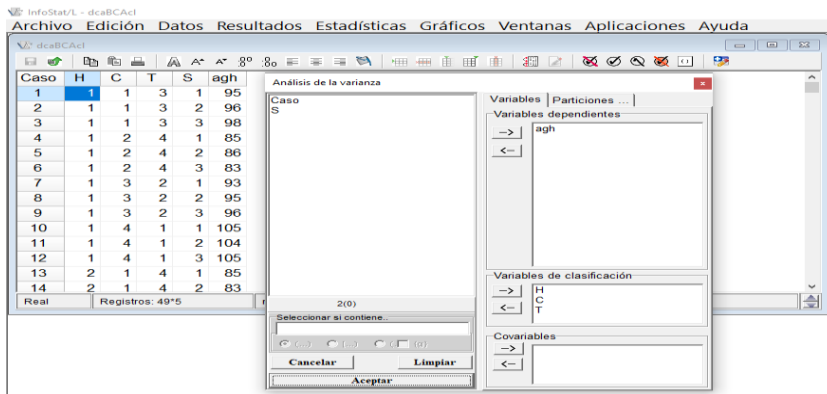 InfoStat/L - dcaBCAcl
Archivo Edición Datos Resultados Estadísticas Gráficos Ventanas Aplicaciones Ayuda
dcaBCAcl
Caso H C T S agh
1 1 1 3 1 95
2 1 1 3 2 96
3 1 1 3 3 98
4 1 2 4 1 85
5 1 2 4 2 86
6 1 2 4 3 83
7 1 3 2 1 93
8 1 3 2 2 95
9 1 3 2 3 96
10 1 4 1 1 105
11 1 4 1 2 104
12 1 4 1 3 105
13 2 1 4 1 85
14 2 1 4 2 83
Real Registros: 49*5
Análisis de la varianza
Caso
S
2(0)
Seleccionar si contiene..
Cancelar Limpiar
Aceptar
Variables Particiones ...
Variables dependientes
-->
agh
<--
Variables de clasificación
-->
H
C
<--
T
Covariables
-->
<--